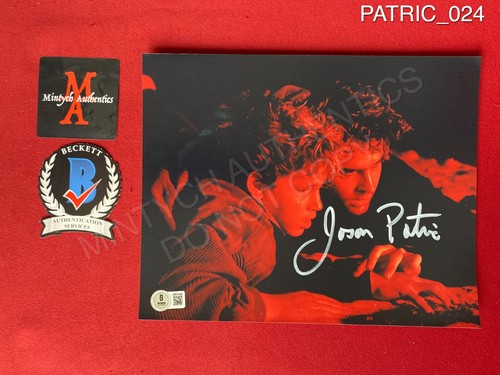 PATRIC_024
MA
Mintych Authentics
BECKETT
B
AUTHENTICATION
SERVICES
MINTYCH AUTHENTICS
DO NOT COPY
Jason Patric